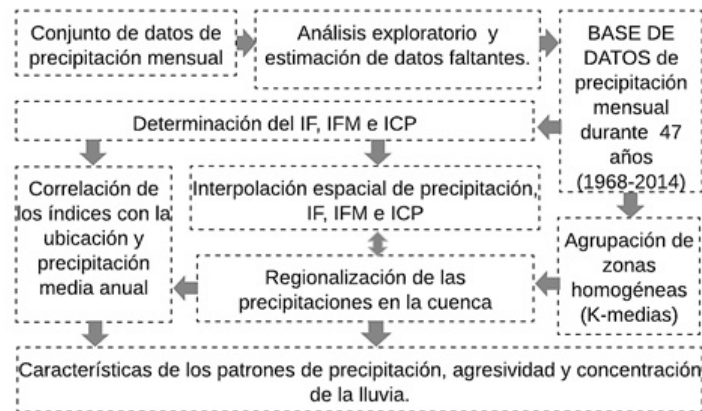 Conjunto de datos de
precipitación mensual
Análisis exploratorio y
estimación de datos faltantes.
BASE DE
DATOS de
precipitación
mensual
durante 47
años
(1968-2014)
Determinación del IF, IFM e ICP
Correlación de
los índices con la
ubicación y
precipitación
media anual
Interpolación espacial de precipitación,
IF, IFM e ICP
Agrupación de
zonas
homogéneas
(K-medias)
Regionalización de las
precipitaciones en la cuenca
Características de los patrones de precipitación, agresividad y concentración
de la lluvia.